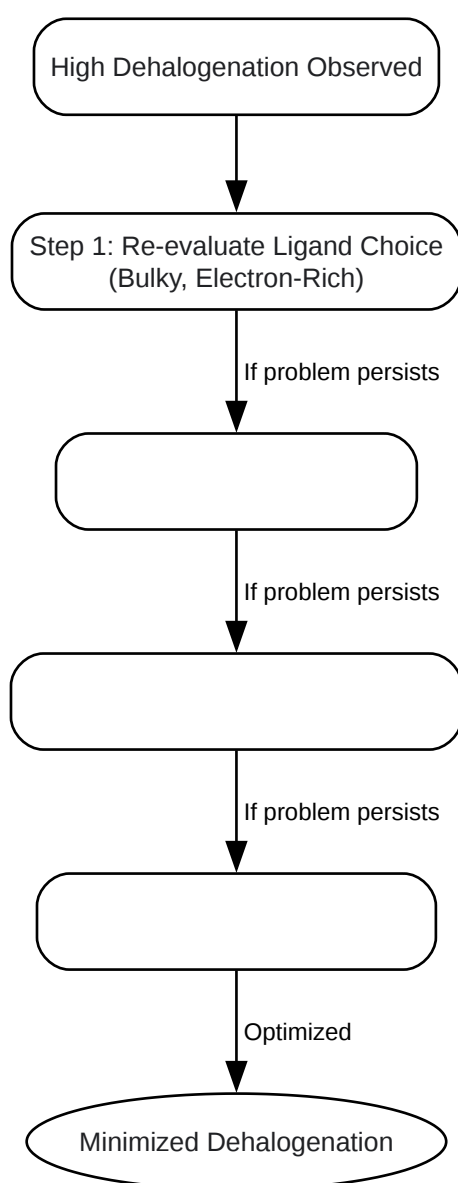 High Dehalogenation Observed
Step 1: Re-evaluate Ligand Choice
(Bulky, Electron-Rich)
If problem persists
If problem persists
If problem persists
Optimized
Minimized Dehalogenation